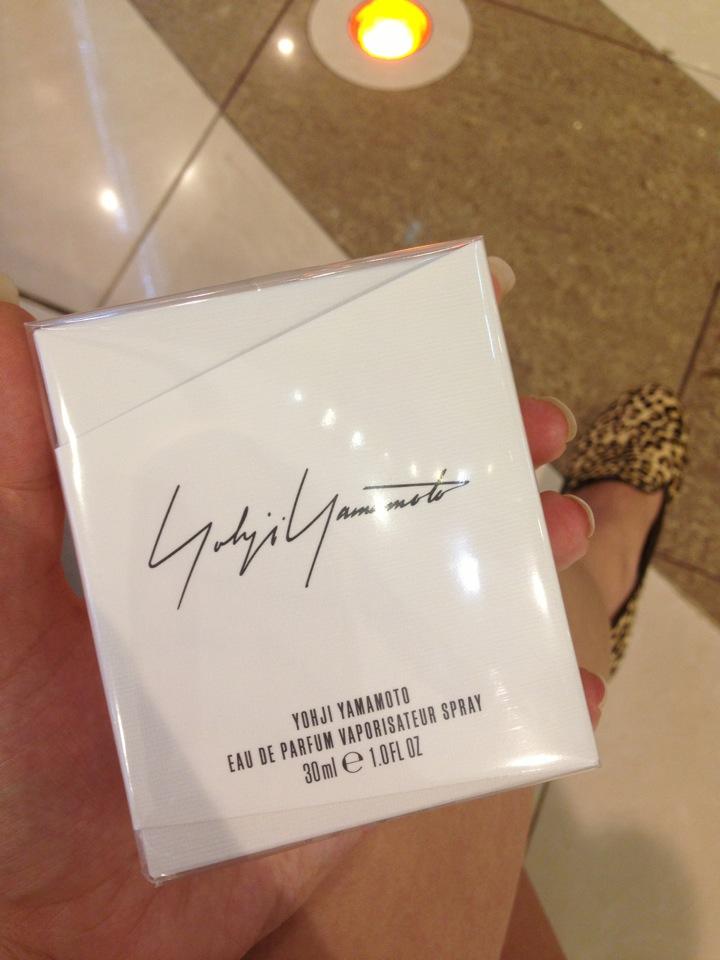 Yohji Yamamoto
YOHJI YAMAMOTO
EAU DE PARFUM VAPORISATEUR SPRAY
30ml ℮ 1.0FL OZ